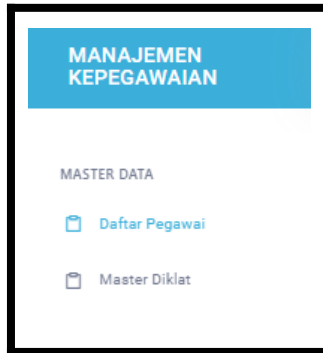 MANAJEMEN
KEPEGAWAIAN
MASTER DATA
Daftar Pegawai
Master Diklat